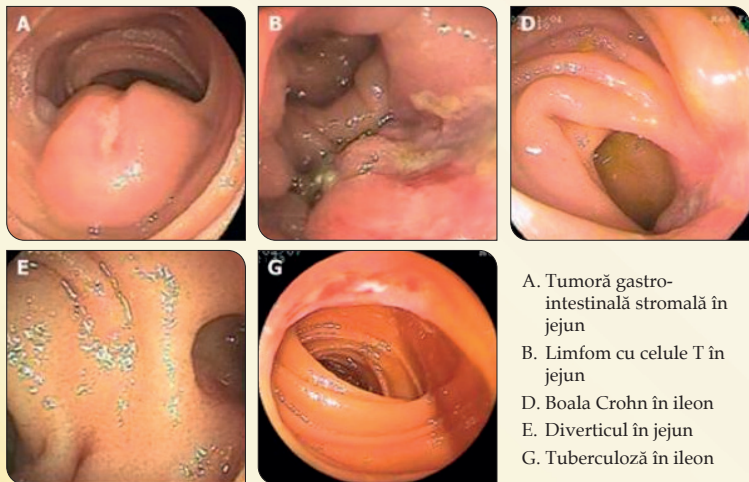 A
B
D
E
G
A. Tumoră gastro-
intestinală stromală în
jejun
B. Limfom cu celule T în
jejun
D. Boala Crohn în ileon
E. Diverticul în jejun
G. Tuberculoză în ileon